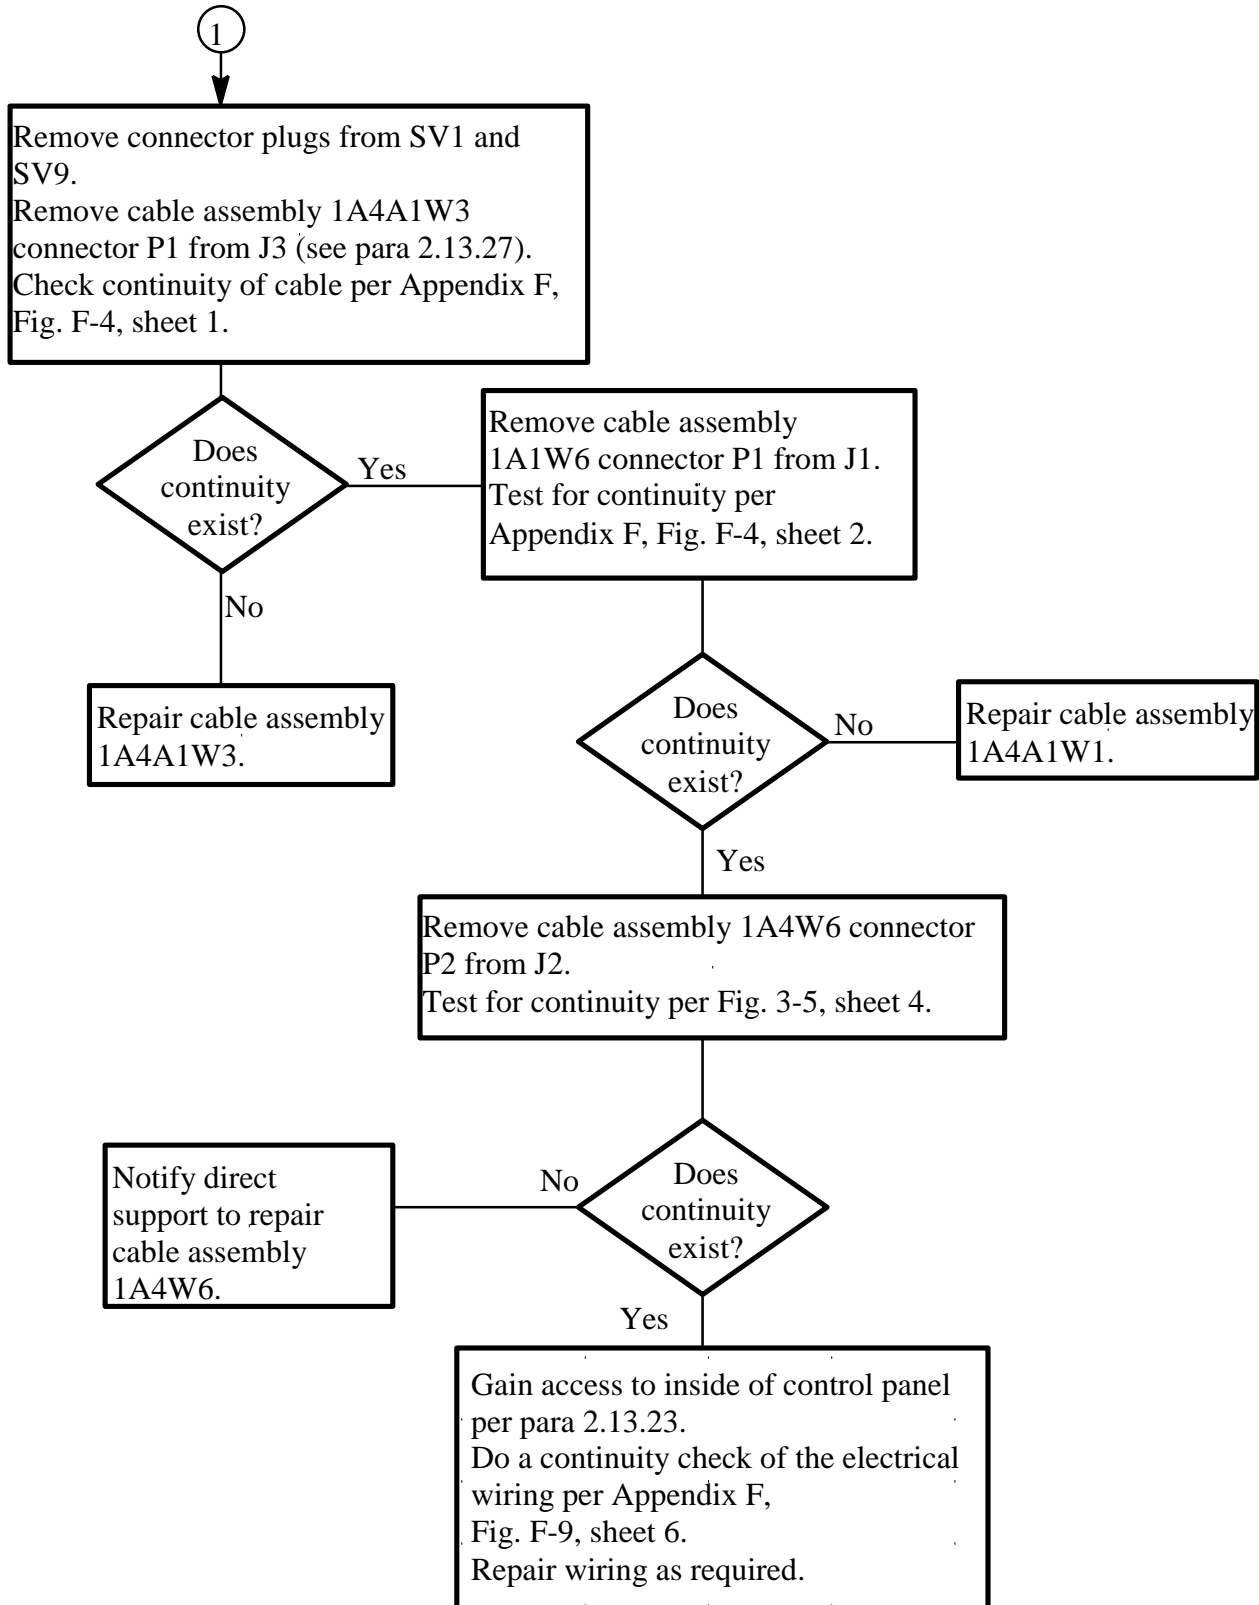 1
Remove connector plugs from SV1 and
SV9.
Remove cable assembly 1A4A1W3
connector P1 from J3 (see para 2.13.27).
Check continuity of cable per Appendix F,
Fig. F-4, sheet 1.
Does
continuity
exist?
Yes
No
Remove cable assembly
1A1W6 connector P1 from J1.
Test for continuity per
Appendix F, Fig. F-4, sheet 2.
Repair cable assembly
1A4A1W3.
Does
continuity
exist?
No
Repair cable assembly
1A4A1W1.
Yes
Remove cable assembly 1A4W6 connector
P2 from J2.
Test for continuity per Fig. 3-5, sheet 4.
Does
continuity
exist?
No
Notify direct
support to repair
cable assembly
1A4W6.
Yes
Gain access to inside of control panel
per para 2.13.23.
Do a continuity check of the electrical
wiring per Appendix F,
Fig. F-9, sheet 6.
Repair wiring as required.